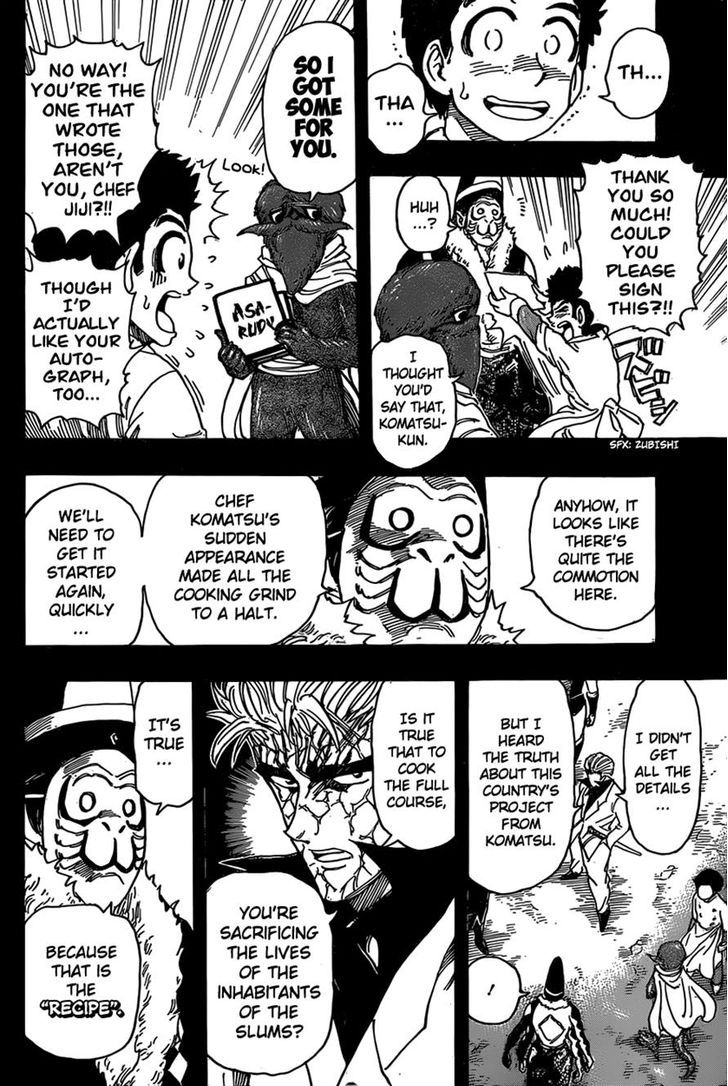 TH...
THA
...
SO I
GOT
SOME
FOR
YOU.
NO WAY!
YOU'RE THE
ONE THAT
WROTE
THOSE,
AREN'T
YOU, CHEF
JIJI?!!
Look!
ASA-
RUDY
THOUGH
I'D
ACTUALLY
LIKE YOUR
AUTO-
GRAPH,
TOO...
THANK
YOU SO
MUCH!
COULD
YOU
PLEASE
SIGN
THIS?!!
HUH
...?
I
THOUGHT
YOU'D
SAY THAT,
KOMATSU-
KUN.
SFX: ZUBISHI
ANYHOW, IT
LOOKS LIKE
THERE'S
QUITE THE
COMMOTION
HERE.
CHEF
KOMATSU'S
SUDDEN
APPEARANCE
MADE ALL THE
COOKING GRIND
TO A HALT.
WE'LL
NEED TO
GET IT
STARTED
AGAIN,
QUICKLY
...
I DIDN'T
GET
ALL THE
DETAILS
...
BUT I
HEARD
THE TRUTH
ABOUT THIS
COUNTRY'S
PROJECT
FROM
KOMATSU.
!
IS IT
TRUE
THAT TO
COOK
THE FULL
COURSE,
YOU'RE
SACRIFICING
THE LIVES
OF THE
INHABITANTS
OF THE
SLUMS?
IT'S
TRUE
...
BECAUSE
THAT IS
THE
"RECIPE".